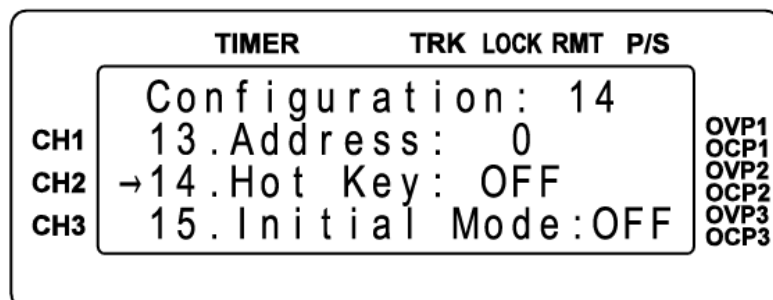 TIMER TRK LOCK RMT P/S
Configuration: 14
CH1 13.Address: 0 OVP1 OCP1
CH2 →14.Hot Key: OFF OVP2 OCP2
CH3 15.Initial Mode:OFF OVP3 OCP3